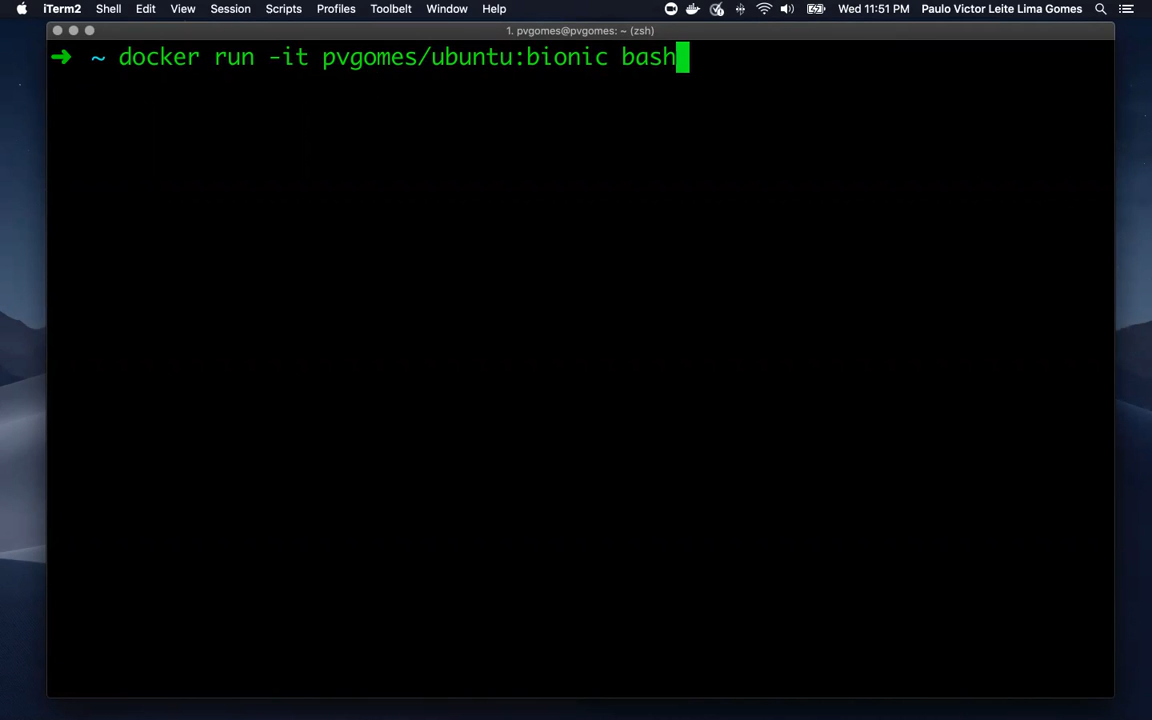 iTerm2 Shell Edit View Session Scripts Profiles Toolbelt Window Help Wed 11:51 PM Paulo Victor Leite Lima Gomes
1. pvgomes@pvgomes: ~ (zsh)
➜ ~ docker run -it pvgomes/ubuntu:bionic bash